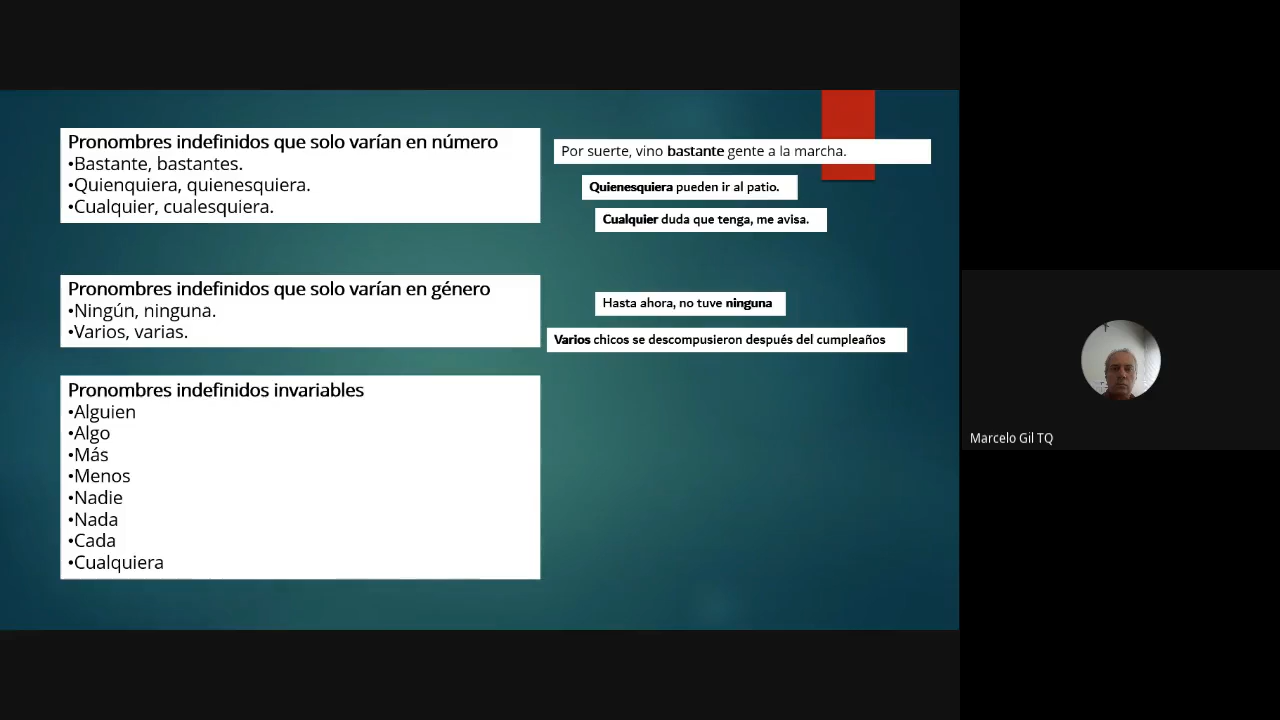 Pronombres indefinidos que solo varían en número
•Bastante, bastantes.
•Quienquiera, quienesquiera.
•Cualquier, cualesquiera.
Por suerte, vino bastante gente a la marcha.
Quienesquiera pueden ir al patio.
Cualquier duda que tenga, me avisa.
Pronombres indefinidos que solo varían en género
•Ningún, ninguna.
•Varios, varias.
Hasta ahora, no tuve ninguna
Varios chicos se descompusieron después del cumpleaños
Pronombres indefinidos invariables
•Alguien
•Algo
•Más
•Menos
•Nadie
•Nada
•Cada
•Cualquiera
Marcelo Gil TQ